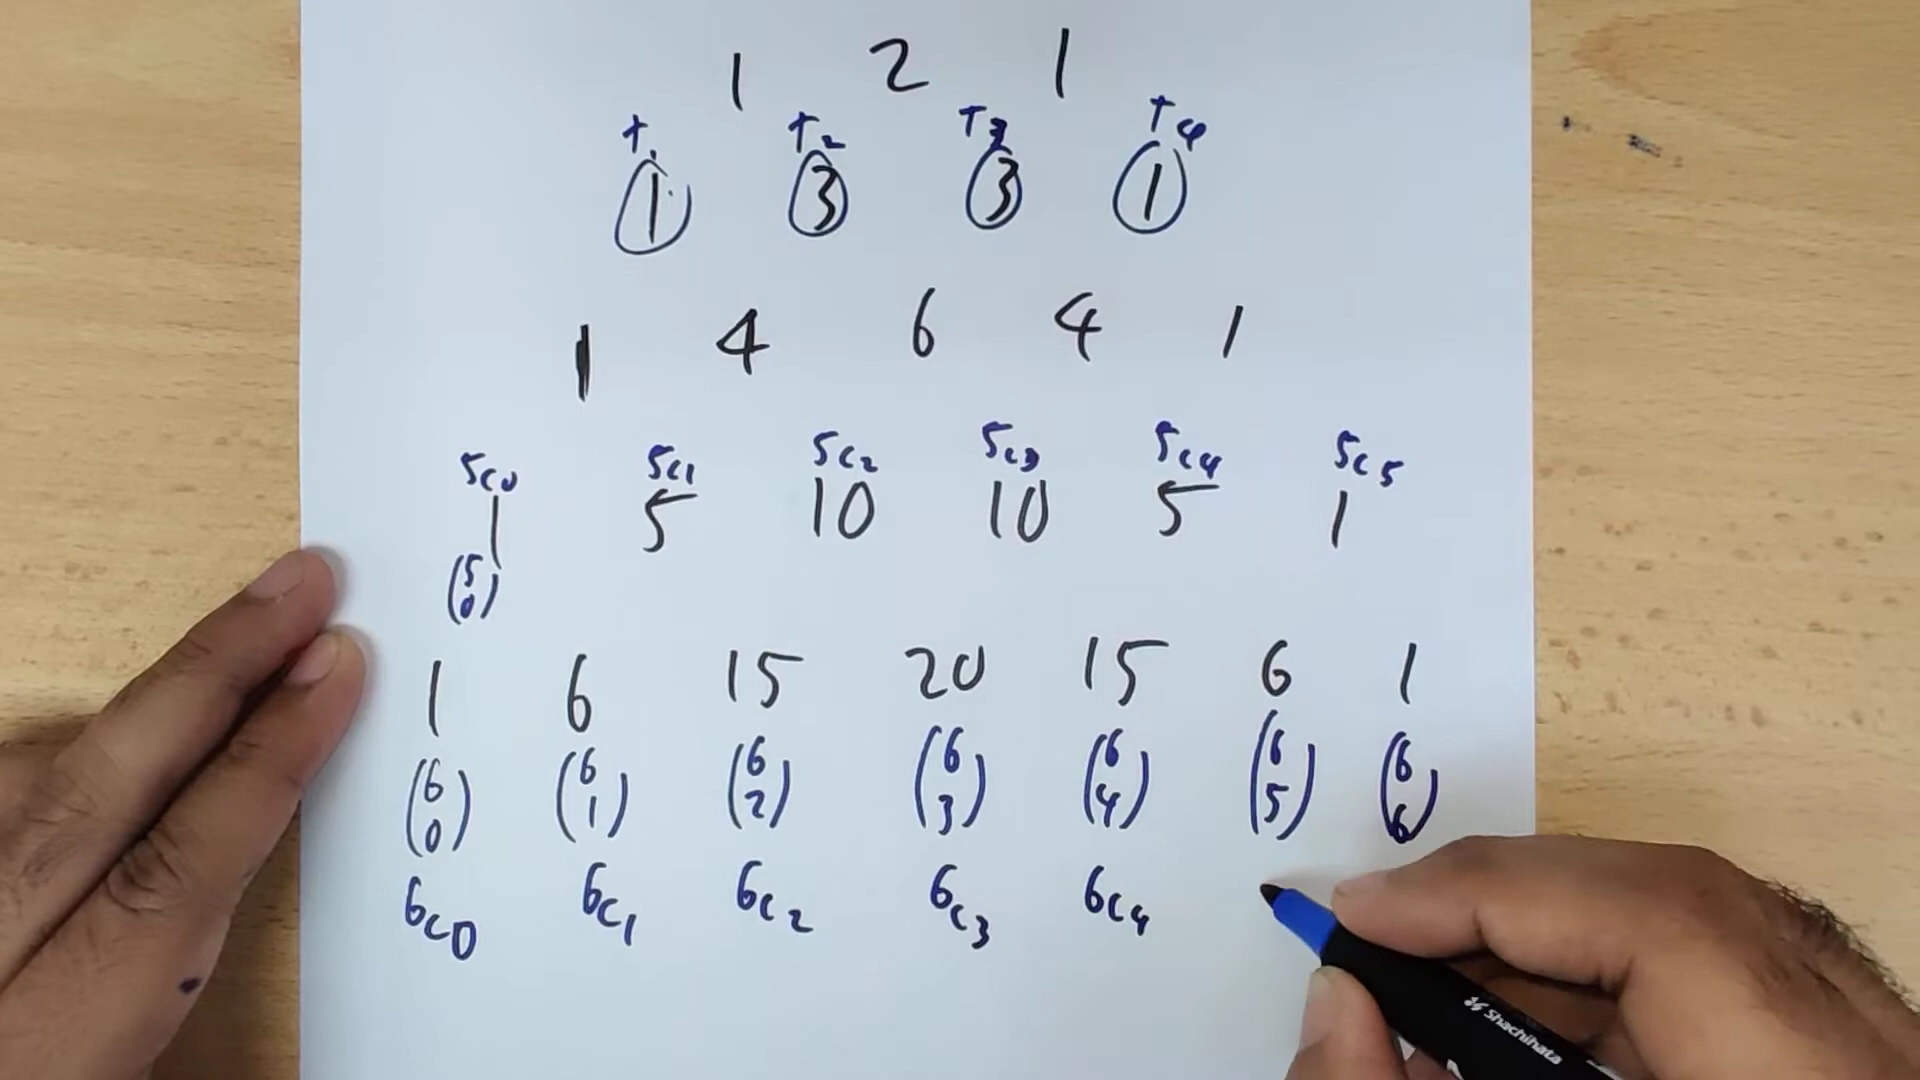 1 2 1
T1 T2 T3 T4
1 3 3 1
1 4 6 4 1
5c0 5c1 5c2 5c3 5c4 5c5
1 5 10 10 5 1
(5 0)
1 6 15 20 15 6 1
(6 0) (6 1) (6 2) (6 3) (6 4) (6 5) (6 6)
6c0 6c1 6c2 6c3 6c4
Shachihata